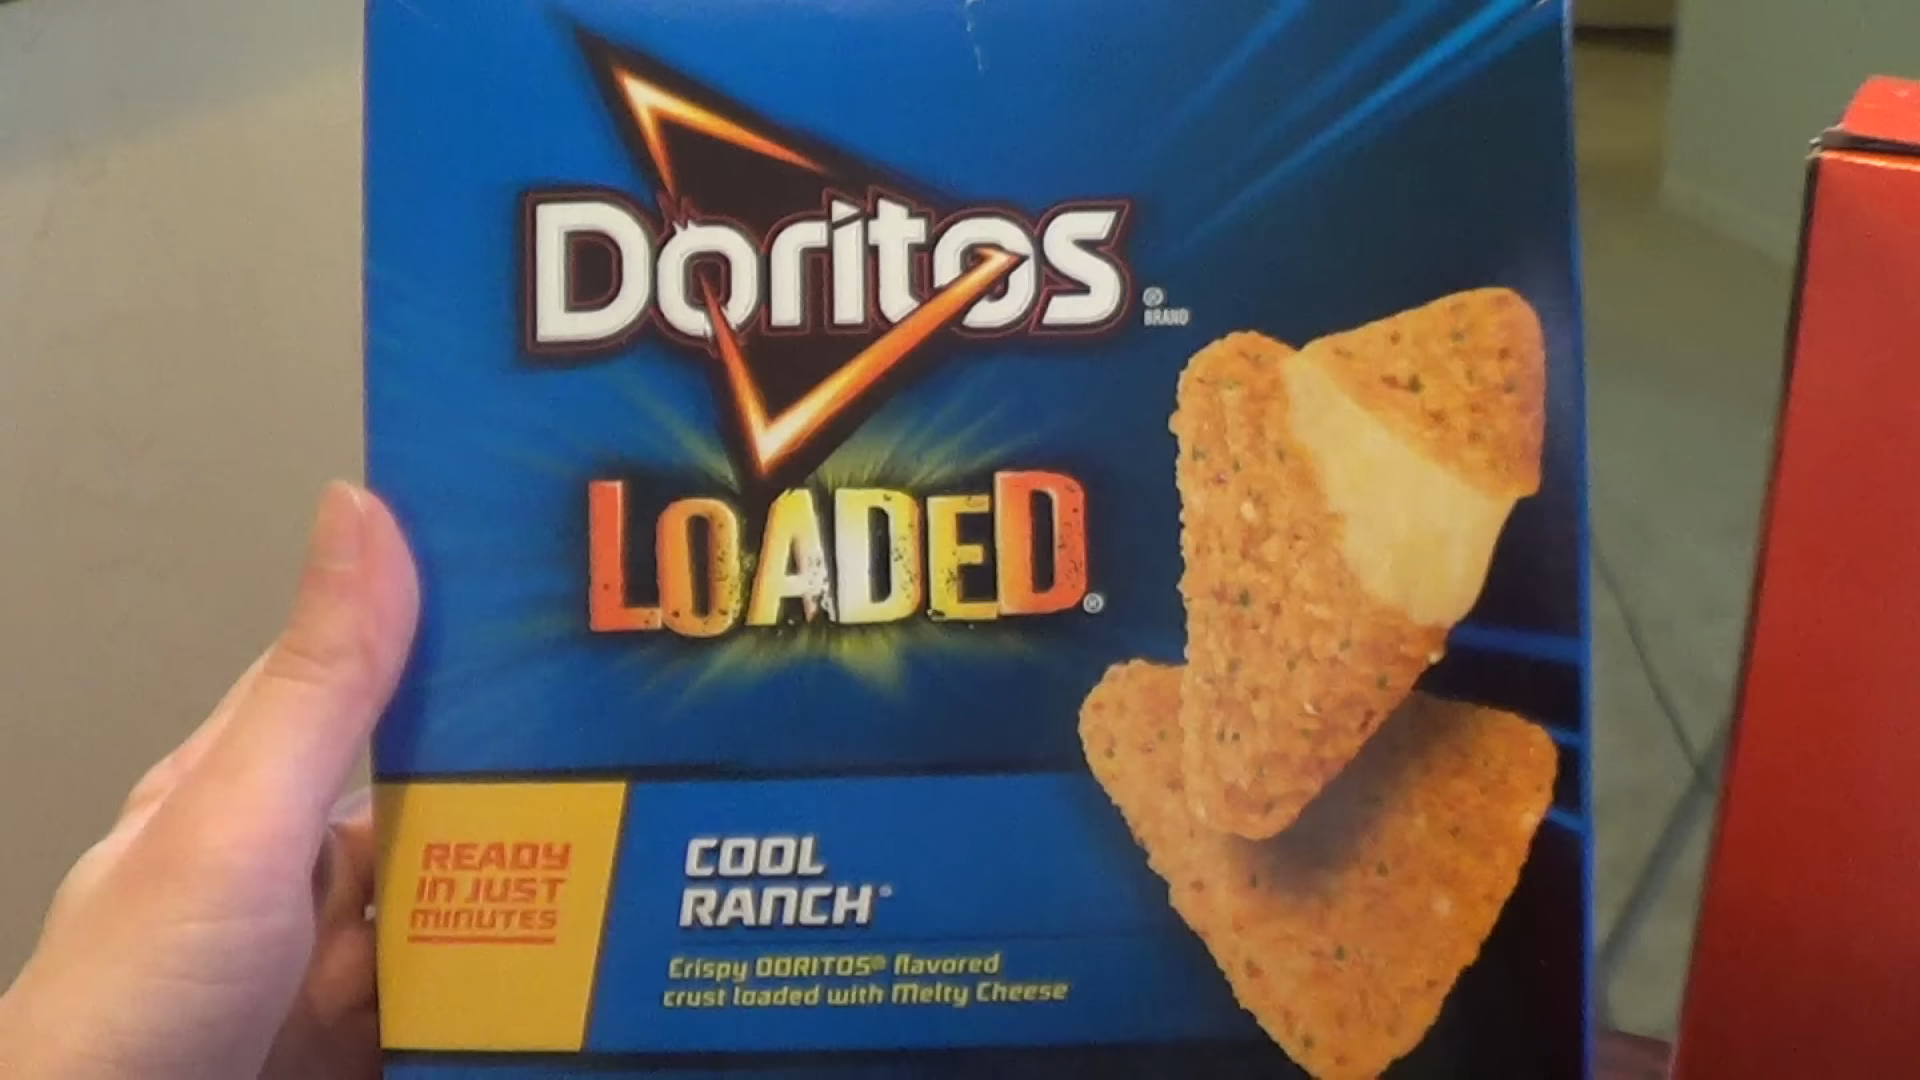 Doritos
® BRAND
LOADED®
READY
IN JUST
MINUTES
COOL
RANCH®
Crispy DORITOS® flavored
crust loaded with Melty Cheese